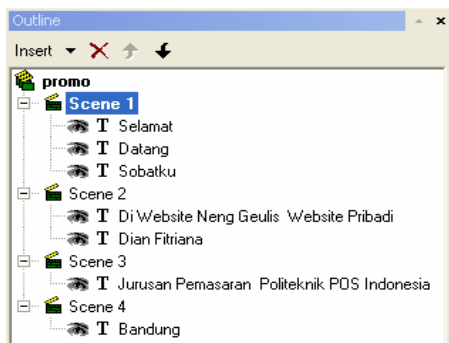 Outline
Insert
promo
Scene 1
T Selamat
T Datang
T Sobatku
Scene 2
T Di Website Neng Geulis  Website Pribadi
T Dian Fitriana
Scene 3
T Jurusan Pemasaran  Politeknik POS Indonesia
Scene 4
T Bandung